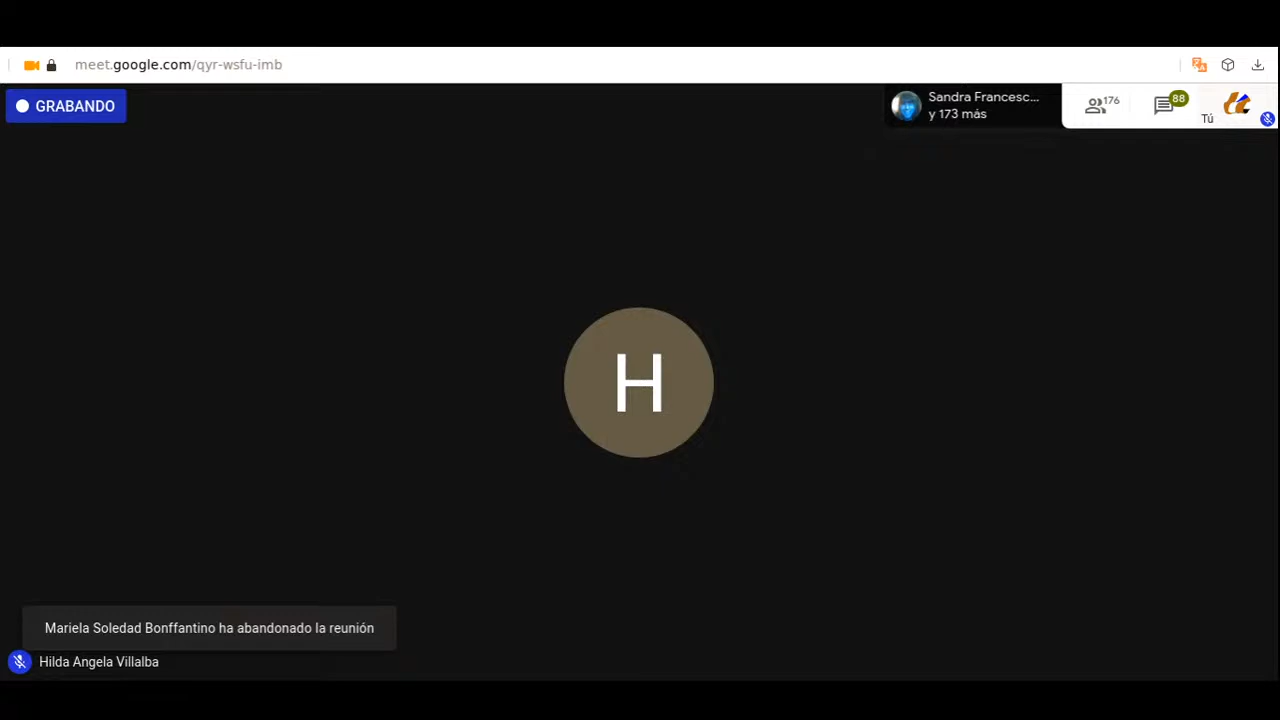 meet.google.com/qyr-wsfu-imb
GRABANDO
Sandra Francesc...
y 173 más
176
88
Tú
H
Mariela Soledad Bonffantino ha abandonado la reunión
Hilda Angela Villalba